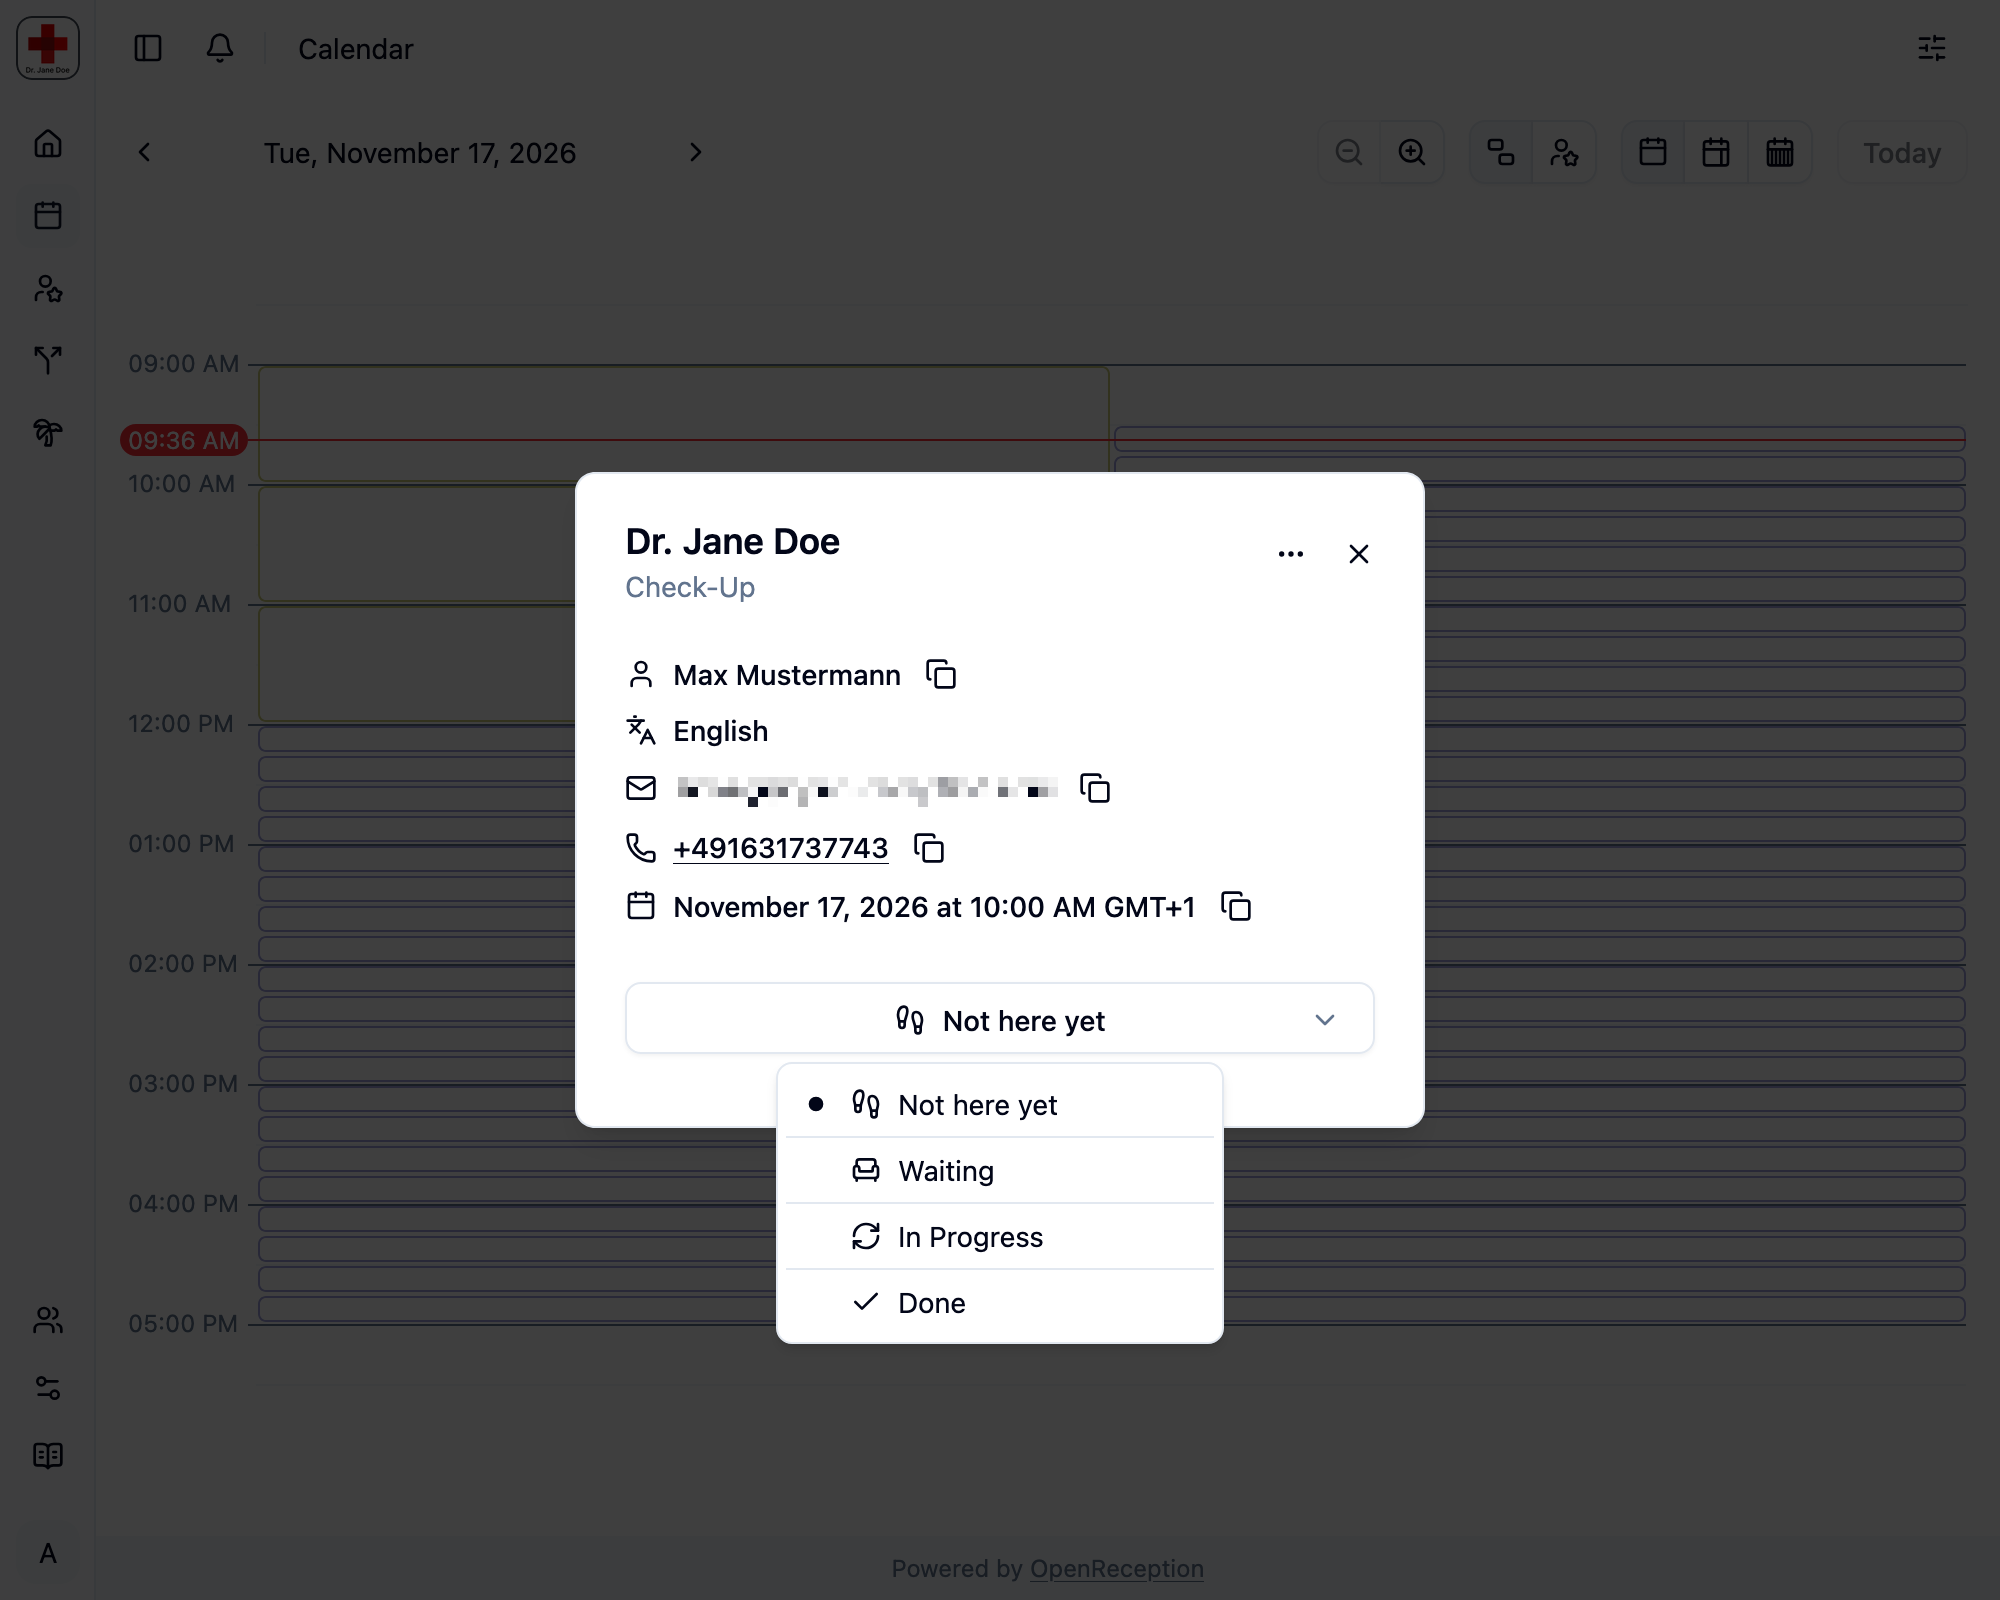 Dr. Jane Doe
Calendar
Tue, November 17, 2026
Today
09:00 AM
09:36 AM
10:00 AM
11:00 AM
12:00 PM
01:00 PM
02:00 PM
03:00 PM
04:00 PM
05:00 PM
Dr. Jane Doe
Check-Up
Max Mustermann
English
+491631737743
November 17, 2026 at 10:00 AM GMT+1
Not here yet
Not here yet
Waiting
In Progress
Done
A
Powered by OpenReception